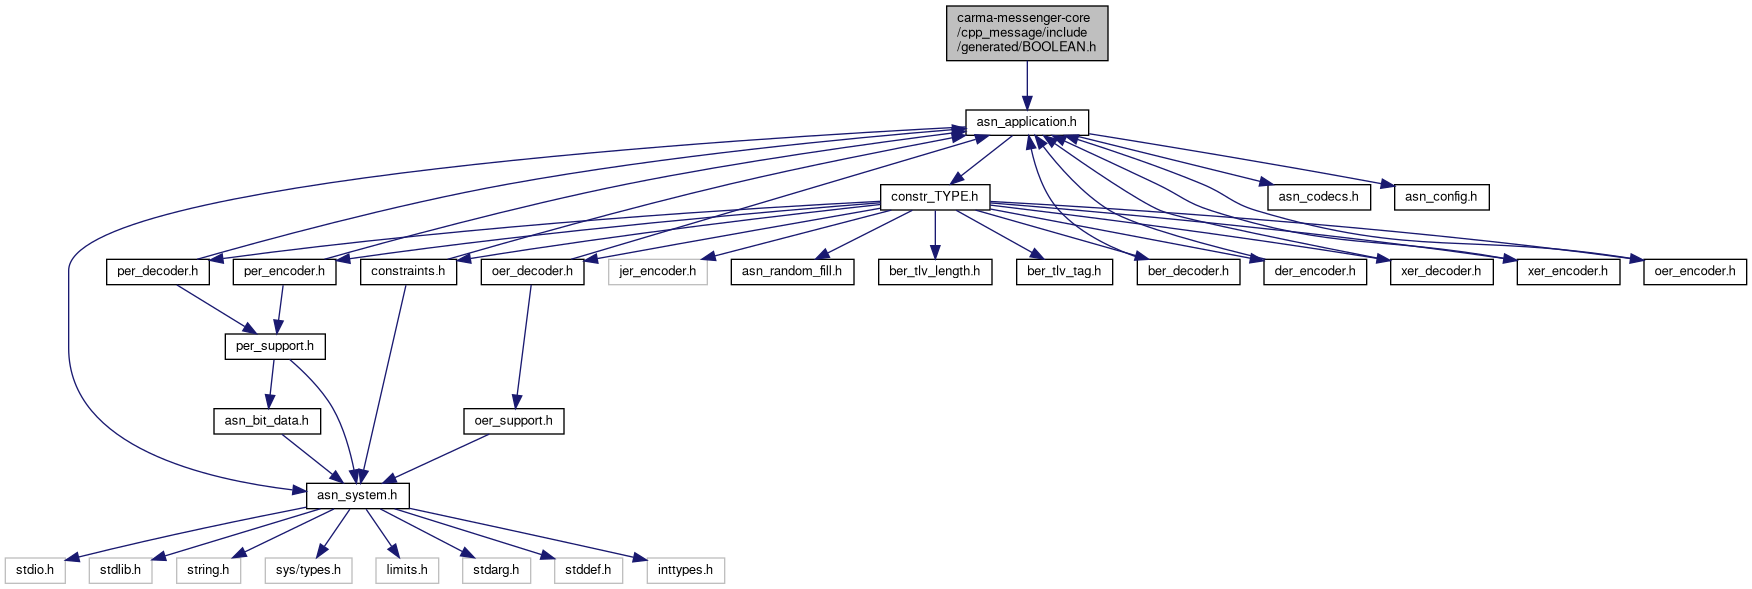 carma-messenger-core
/cpp_message/include
/generated/BOOLEAN.h
asn_application.h
constr_TYPE.h
asn_codecs.h
asn_config.h
per_decoder.h
per_encoder.h
constraints.h
oer_decoder.h
jer_encoder.h
asn_random_fill.h
ber_tlv_length.h
ber_tlv_tag.h
ber_decoder.h
der_encoder.h
xer_decoder.h
xer_encoder.h
oer_encoder.h
per_support.h
asn_bit_data.h
oer_support.h
asn_system.h
stdio.h
stdlib.h
string.h
sys/types.h
limits.h
stdarg.h
stddef.h
inttypes.h